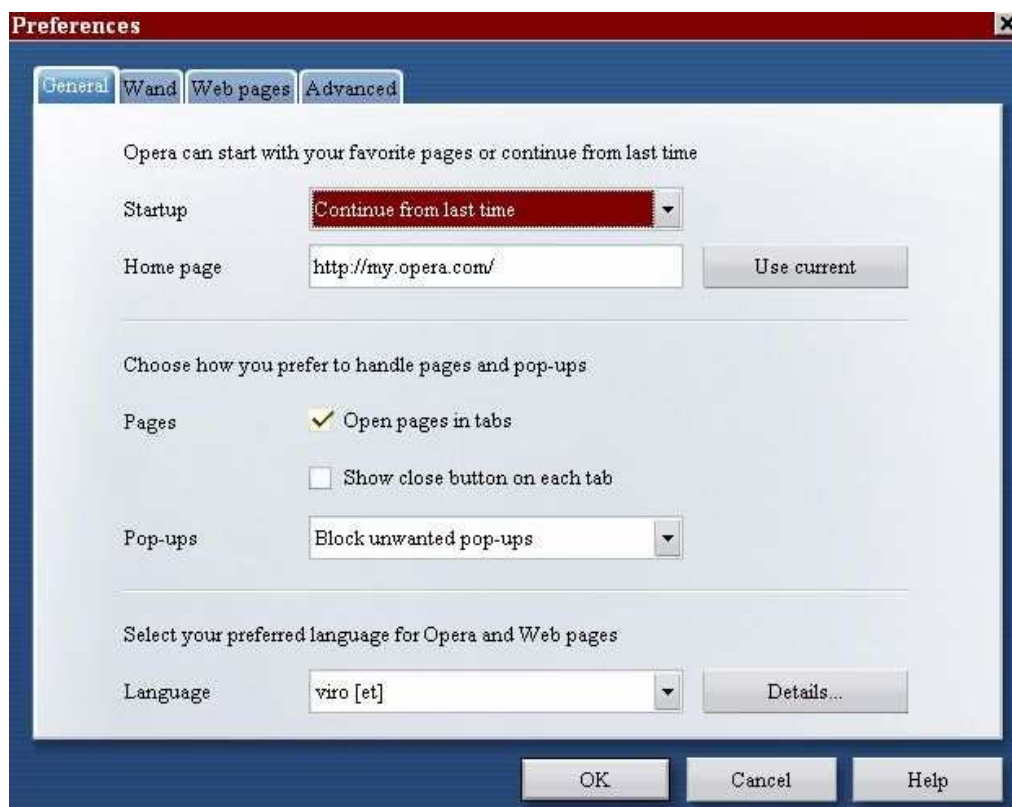 Preferences
General Wand Web pages Advanced
Opera can start with your favorite pages or continue from last time
Startup Continue from last time
Home page http://my.opera.com/ Use current
Choose how you prefer to handle pages and pop-ups
Pages Open pages in tabs
Show close button on each tab
Pop-ups Block unwanted pop-ups
Select your preferred language for Opera and Web pages
Language viro [et] Details...
OK Cancel Help